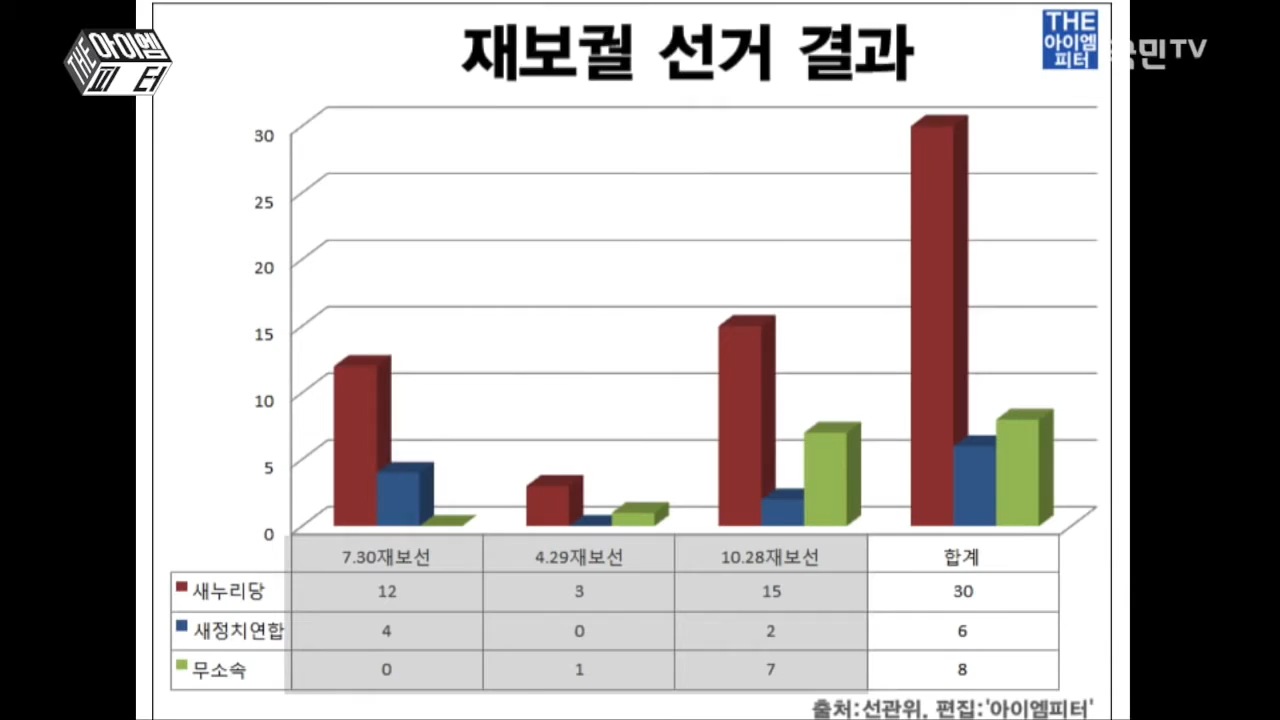 THE 아이엠
피터
재보궐 선거 결과
THE
아이엠
피터
국민TV
30
25
20
15
10
5
0
7.30재보선 4.29재보선 10.28재보선 합계
새누리당 12 3 15 30
새정치연합 4 0 2 6
무소속 0 1 7 8
출처:선관위, 편집:'아이엠피터'